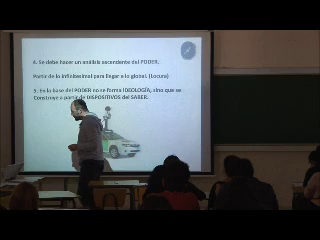 4. Se debe hacer un análisis ascendente del PODER.
Partir de lo infinitesimal para llegar a lo global. (Locura)
5. En la base del PODER no se forma IDEOLOGÍA, sino que se
Construye a partir de DISPOSITIVOS del SABER.